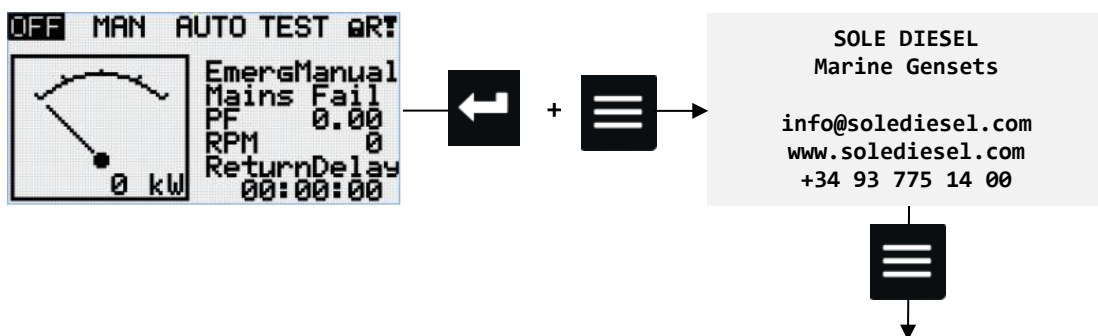 OFF MAN AUTO TEST R!
EmergManual
Mains Fail
PF 0.00
RPM 0
ReturnDelay
00:00:00
0 kW
+
SOLE DIESEL
Marine Gensets
info@solediesel.com
www.solediesel.com
+34 93 775 14 00